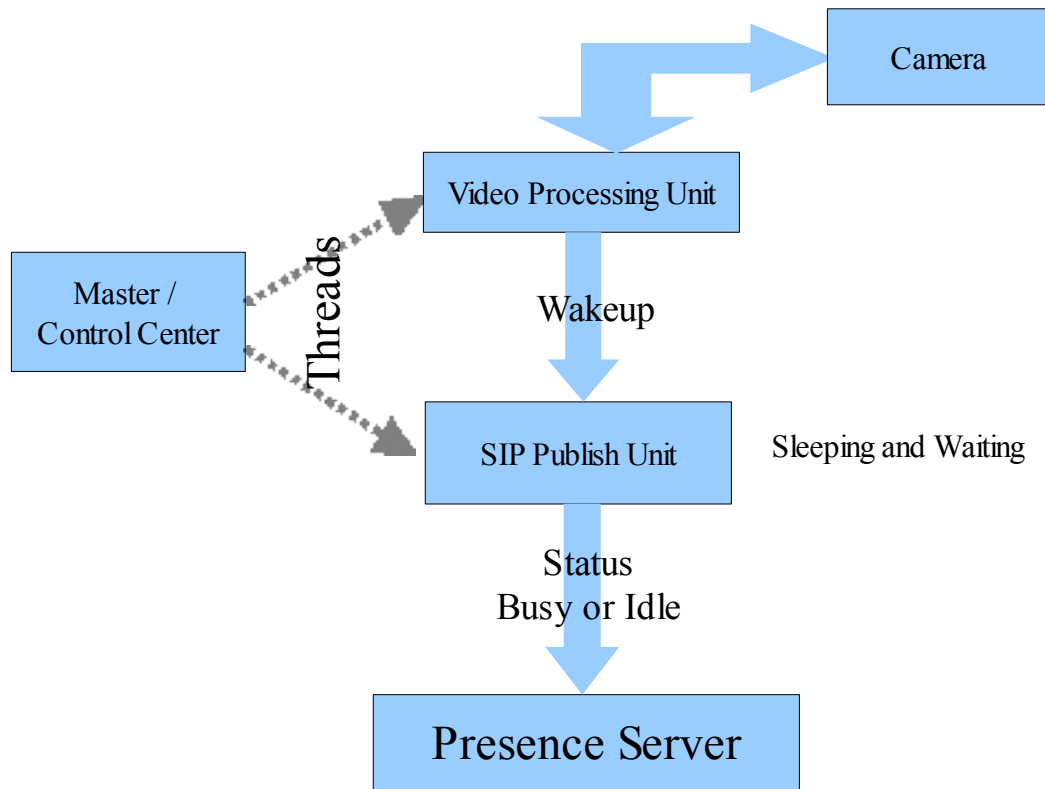 Camera
Video Processing Unit
Threads
Master /
Control Center
Wakeup
SIP Publish Unit
Sleeping and Waiting
Status
Busy or Idle
Presence Server